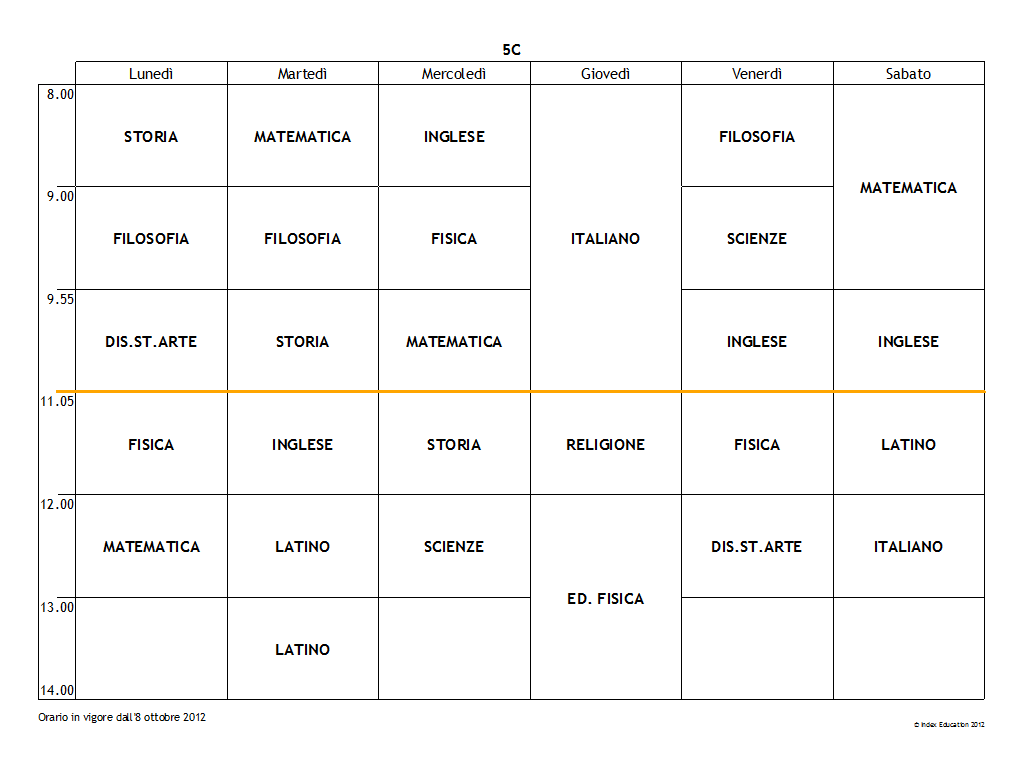 5C
Lunedì Martedì Mercoledì Giovedì Venerdì Sabato
8.00
STORIA MATEMATICA INGLESE FILOSOFIA
MATEMATICA
9.00
FILOSOFIA FILOSOFIA FISICA ITALIANO SCIENZE
9.55
DIS.ST.ARTE STORIA MATEMATICA INGLESE INGLESE
11.05
FISICA INGLESE STORIA RELIGIONE FISICA LATINO
12.00
MATEMATICA LATINO SCIENZE DIS.ST.ARTE ITALIANO
ED. FISICA
13.00
LATINO
14.00
Orario in vigore dall'8 ottobre 2012
© Index Education 2012